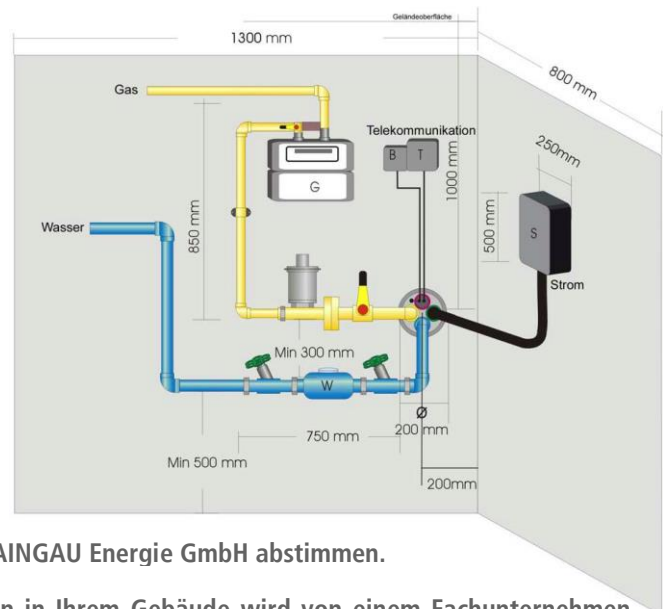 Geländeoberfläche
1300 mm
800 mm
Gas
Telekommunikation
B
T
250mm
1000 mm
G
850 mm
500 mm
S
Wasser
Strom
Min 300 mm
W
Ø
750 mm
200 mm
Min 500 mm
200mm
AINGAU Energie GmbH abstimmen.
n in Ihrem Gebäude wird von einem Fachunternehmen